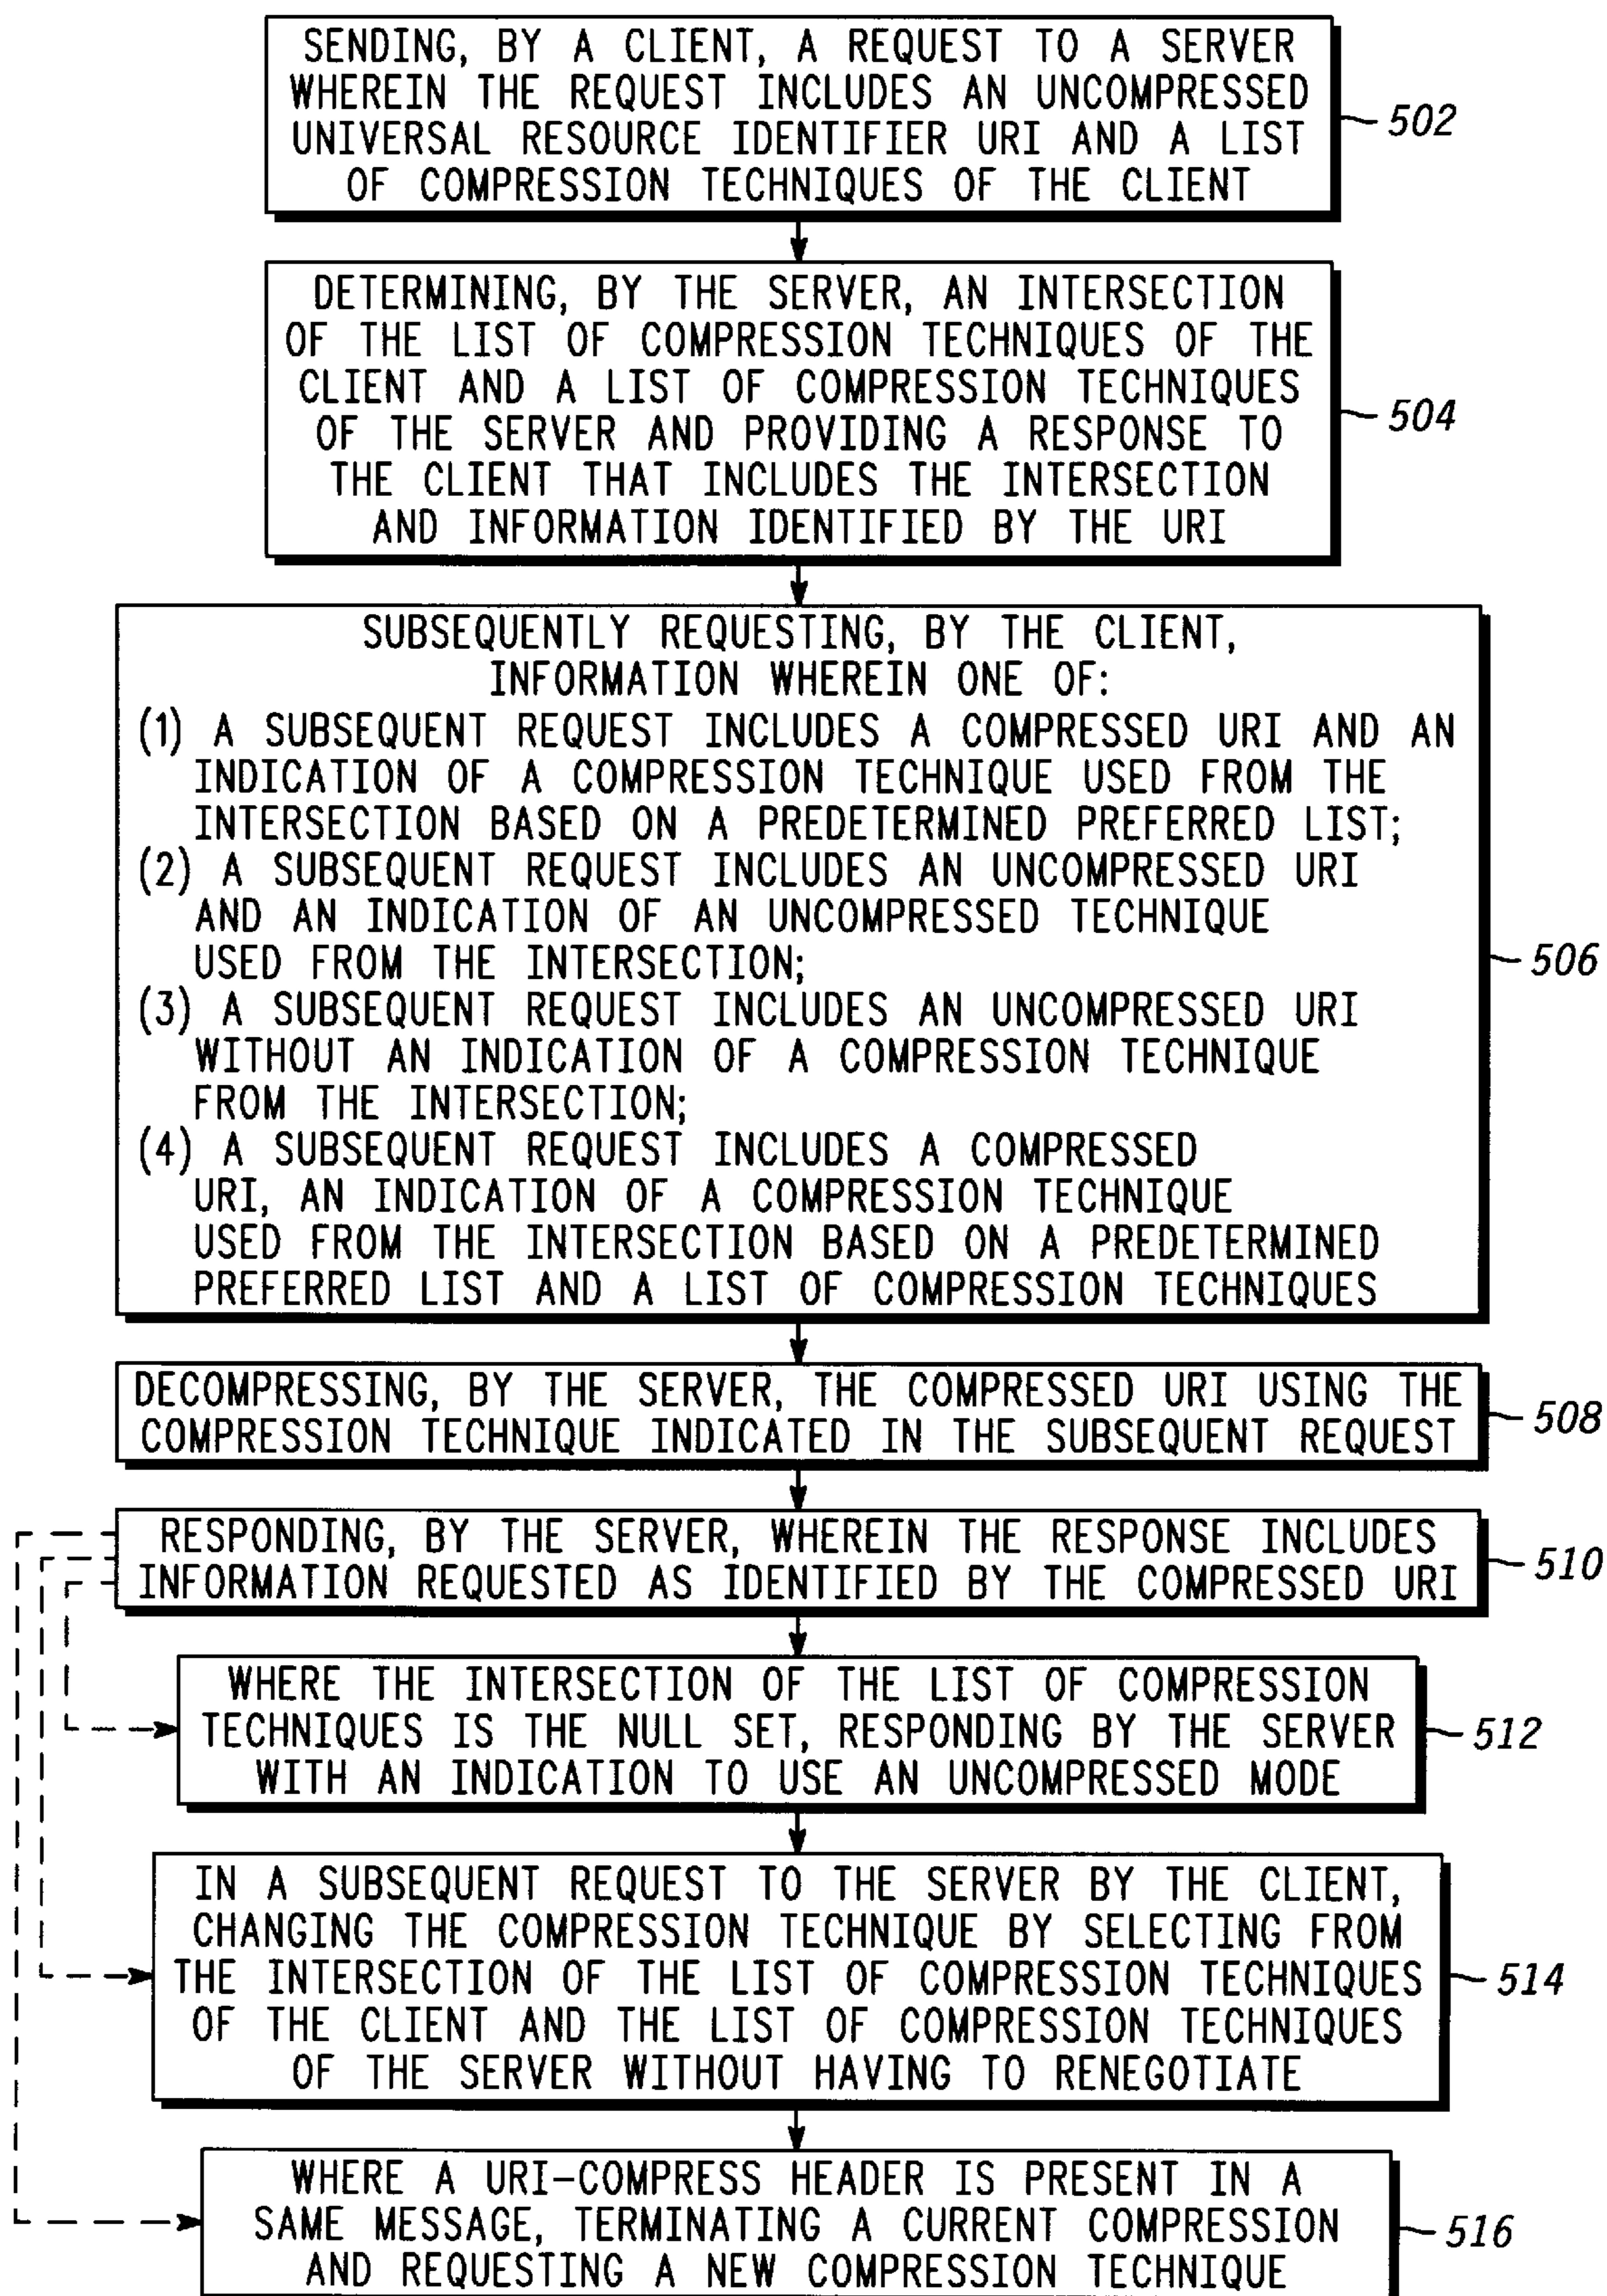 SENDING, BY A CLIENT, A REQUEST TO A SERVER
WHEREIN THE REQUEST INCLUDES AN UNCOMPRESSED
UNIVERSAL RESOURCE IDENTIFIER URI AND A LIST
OF COMPRESSION TECHNIQUES OF THE CLIENT
502
DETERMINING, BY THE SERVER, AN INTERSECTION
OF THE LIST OF COMPRESSION TECHNIQUES OF THE
CLIENT AND A LIST OF COMPRESSION TECHNIQUES
OF THE SERVER AND PROVIDING A RESPONSE TO
THE CLIENT THAT INCLUDES THE INTERSECTION
AND INFORMATION IDENTIFIED BY THE URI
504
SUBSEQUENTLY REQUESTING, BY THE CLIENT,
INFORMATION WHEREIN ONE OF:
(1) A SUBSEQUENT REQUEST INCLUDES A COMPRESSED URI AND AN
INDICATION OF A COMPRESSION TECHNIQUE USED FROM THE
INTERSECTION BASED ON A PREDETERMINED PREFERRED LIST;
(2) A SUBSEQUENT REQUEST INCLUDES AN UNCOMPRESSED URI
AND AN INDICATION OF AN UNCOMPRESSED TECHNIQUE
USED FROM THE INTERSECTION;
(3) A SUBSEQUENT REQUEST INCLUDES AN UNCOMPRESSED URI
WITHOUT AN INDICATION OF A COMPRESSION TECHNIQUE
FROM THE INTERSECTION;
(4) A SUBSEQUENT REQUEST INCLUDES A COMPRESSED
URI, AN INDICATION OF A COMPRESSION TECHNIQUE
USED FROM THE INTERSECTION BASED ON A PREDETERMINED
PREFERRED LIST AND A LIST OF COMPRESSION TECHNIQUES
506
DECOMPRESSING, BY THE SERVER, THE COMPRESSED URI USING THE
COMPRESSION TECHNIQUE INDICATED IN THE SUBSEQUENT REQUEST
508
RESPONDING, BY THE SERVER, WHEREIN THE RESPONSE INCLUDES
INFORMATION REQUESTED AS IDENTIFIED BY THE COMPRESSED URI
510
WHERE THE INTERSECTION OF THE LIST OF COMPRESSION
TECHNIQUES IS THE NULL SET, RESPONDING BY THE SERVER
WITH AN INDICATION TO USE AN UNCOMPRESSED MODE
512
IN A SUBSEQUENT REQUEST TO THE SERVER BY THE CLIENT,
CHANGING THE COMPRESSION TECHNIQUE BY SELECTING FROM
THE INTERSECTION OF THE LIST OF COMPRESSION TECHNIQUES
OF THE CLIENT AND THE LIST OF COMPRESSION TECHNIQUES
OF THE SERVER WITHOUT HAVING TO RENEGOTIATE
514
WHERE A URI-COMPRESS HEADER IS PRESENT IN A
SAME MESSAGE, TERMINATING A CURRENT COMPRESSION
AND REQUESTING A NEW COMPRESSION TECHNIQUE
516